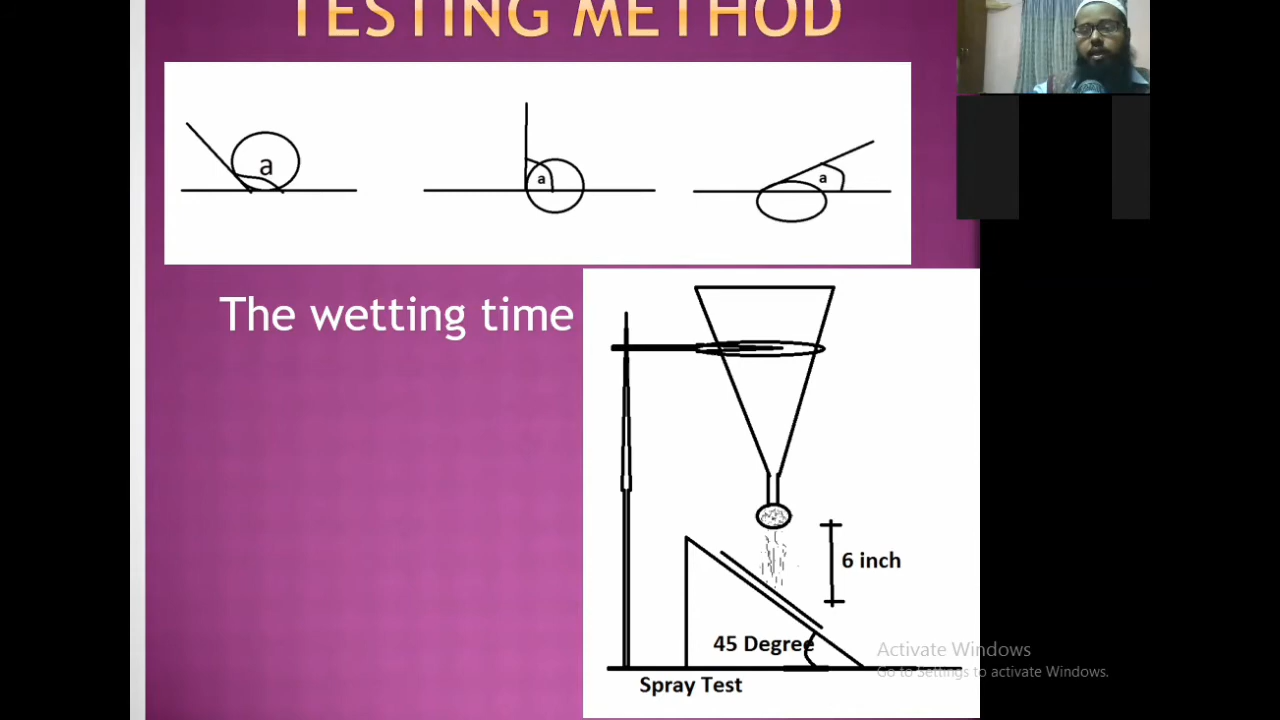 TESTING METHOD
a
a
a
The wetting time
6 inch
45 Degree
Spray Test
Activate Windows
Go to Settings to activate Windows.